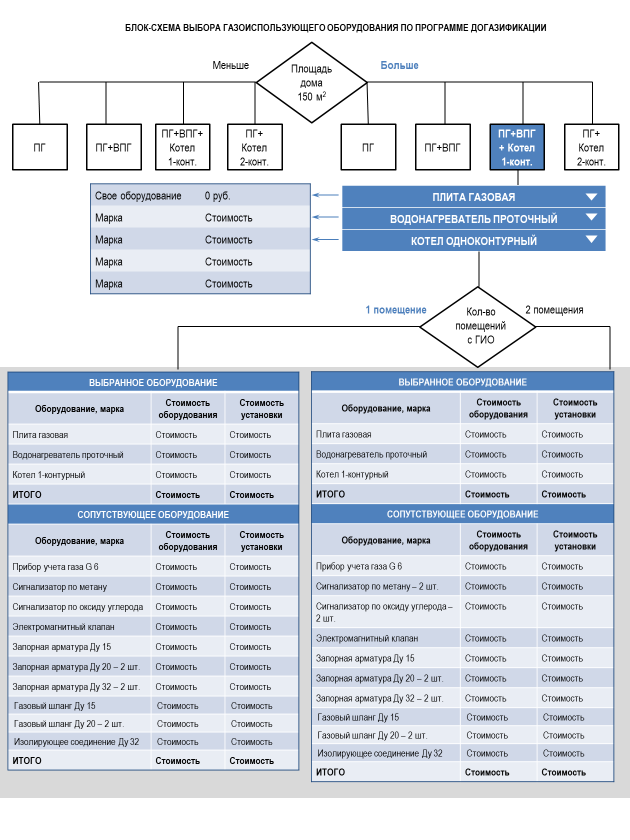 БЛОК-СХЕМА ВЫБОРА ГАЗОИСПОЛЬЗУЮЩЕГО ОБОРУДОВАНИЯ ПО ПРОГРАММЕ ДОГАЗИФИКАЦИИ
Меньше
Площадь
дома
150 м²
Больше
ПГ
ПГ+ВПГ
ПГ+ВПГ+
Котел
1-конт.
ПГ+
Котел
2-конт.
ПГ
ПГ+ВПГ
ПГ+ВПГ
+ Котел
1-конт.
ПГ+
Котел
2-конт.
Свое оборудование 0 руб.
Марка Стоимость
Марка Стоимость
Марка Стоимость
Марка Стоимость
ПЛИТА ГАЗОВАЯ
ВОДОНАГРЕВАТЕЛЬ ПРОТОЧНЫЙ
КОТЕЛ ОДНОКОНТУРНЫЙ
1 помещение
Кол-во
помещений
с ГИО
2 помещения
ВЫБРАННОЕ ОБОРУДОВАНИЕ
Оборудование, марка Стоимость оборудования Стоимость установки
Плита газовая Стоимость Стоимость
Водонагреватель проточный Стоимость Стоимость
Котел 1-контурный Стоимость Стоимость
ИТОГО Стоимость Стоимость
СОПУТСТВУЮЩЕЕ ОБОРУДОВАНИЕ
Оборудование, марка Стоимость оборудования Стоимость установки
Прибор учета газа G 6 Стоимость Стоимость
Сигнализатор по метану Стоимость Стоимость
Сигнализатор по оксиду углерода Стоимость Стоимость
Электромагнитный клапан Стоимость Стоимость
Запорная арматура Ду 15 Стоимость Стоимость
Запорная арматура Ду 20 – 2 шт. Стоимость Стоимость
Запорная арматура Ду 32 – 2 шт. Стоимость Стоимость
Газовый шланг Ду 15 Стоимость Стоимость
Газовый шланг Ду 20 – 2 шт. Стоимость Стоимость
Изолирующее соединение Ду 32 Стоимость Стоимость
ИТОГО Стоимость Стоимость
ВЫБРАННОЕ ОБОРУДОВАНИЕ
Оборудование, марка Стоимость оборудования Стоимость установки
Плита газовая Стоимость Стоимость
Водонагреватель проточный Стоимость Стоимость
Котел 1-контурный Стоимость Стоимость
ИТОГО Стоимость Стоимость
СОПУТСТВУЮЩЕЕ ОБОРУДОВАНИЕ
Оборудование, марка Стоимость оборудования Стоимость установки
Прибор учета газа G 6 Стоимость Стоимость
Сигнализатор по метану – 2 шт. Стоимость Стоимость
Сигнализатор по оксиду углерода – 2 шт. Стоимость Стоимость
Электромагнитный клапан Стоимость Стоимость
Запорная арматура Ду 15 Стоимость Стоимость
Запорная арматура Ду 20 – 2 шт. Стоимость Стоимость
Запорная арматура Ду 32 – 2 шт. Стоимость Стоимость
Газовый шланг Ду 15 Стоимость Стоимость
Газовый шланг Ду 20 – 2 шт. Стоимость Стоимость
Изолирующее соединение Ду 32 Стоимость Стоимость
ИТОГО Стоимость Стоимость